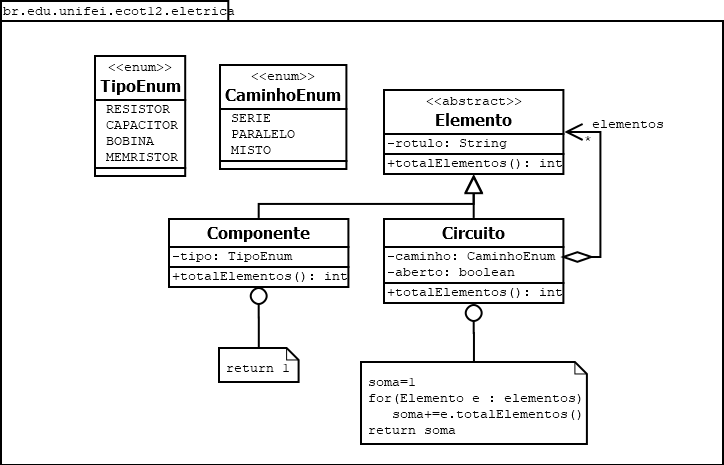 br.edu.unifei.ecot12.eletrica
<<enum>>
TipoEnum
RESISTOR
CAPACITOR
BOBINA
MEMRISTOR
<<enum>>
CaminhoEnum
SERIE
PARALELO
MISTO
<<abstract>>
Elemento
-rotulo: String
+totalElementos(): int
elementos
*
Componente
-tipo: TipoEnum
+totalElementos(): int
Circuito
-caminho: CaminhoEnum
-aberto: boolean
+totalElementos(): int
return 1
soma=1
for(Elemento e : elementos)
soma+=e.totalElementos()
return soma